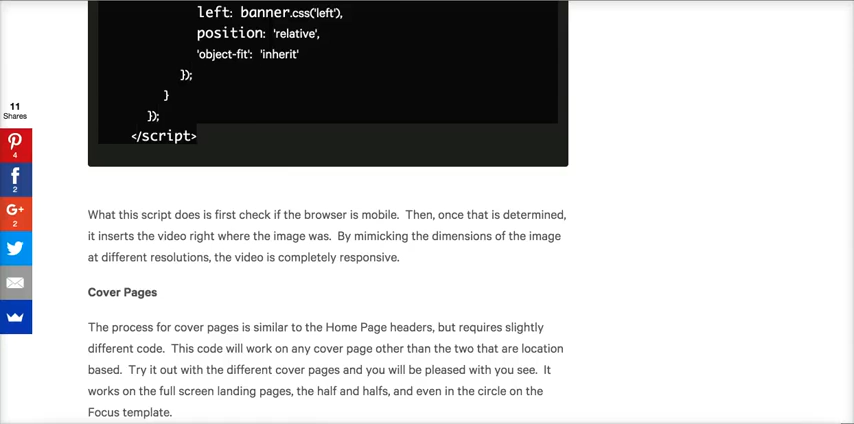 left: banner.css('left'),
position: 'relative',
'object-fit': 'inherit'
});
}
});
</script>
11
Shares
4
2
G+
2
What this script does is first check if the browser is mobile. Then, once that is determined,
it inserts the video right where the image was. By mimicking the dimensions of the image
at different resolutions, the video is completely responsive.
Cover Pages
The process for cover pages is similar to the Home Page headers, but requires slightly
different code. This code will work on any cover page other than the two that are location
based. Try it out with the different cover pages and you will be pleased with you see. It
works on the full screen landing pages, the half and halfs, and even in the circle on the
Focus template.